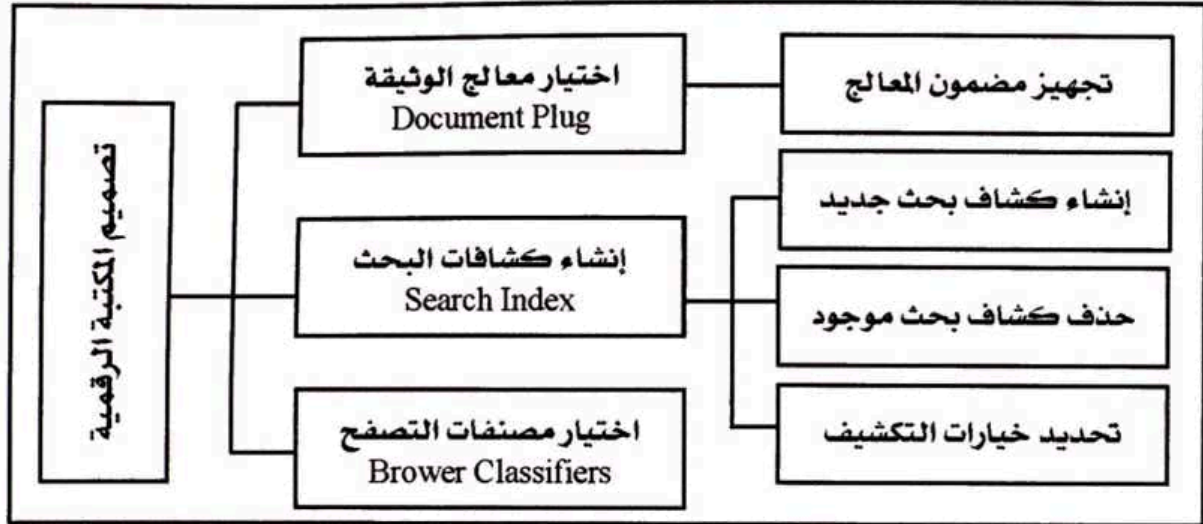 تصميم المكتبة الرقمية
اختيار معالج الوثيقة
Document Plug
تجهيز مضمون المعالج
إنشاء كشافات البحث
Search Index
إنشاء كشاف بحث جديد
حذف كشاف بحث موجود
تحديد خيارات التكشيف
اختيار مصنفات التصفح
Brower Classifiers